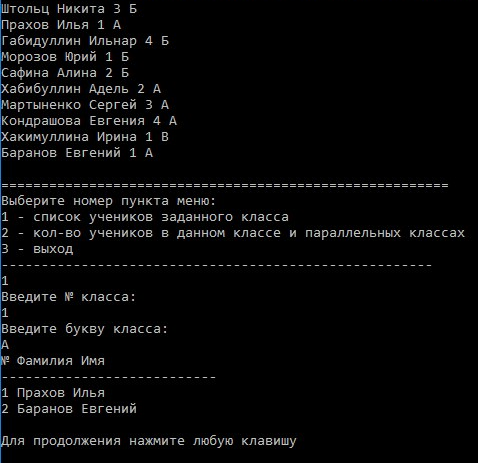 Штольц Никита 3 Б
Прахов Илья 1 А
Габидуллин Ильнар 4 Б
Морозов Юрий 1 Б
Сафина Алина 2 Б
Хабибуллин Адель 2 А
Мартыненко Сергей 3 А
Кондрашова Евгения 4 А
Хакимуллина Ирина 1 В
Баранов Евгений 1 А
========================================================
Выберите номер пункта меню:
1 - список учеников заданного класса
2 - кол-во учеников в данном классе и параллельных классах
3 - выход
------------------------------------------------------
1
Введите № класса:
1
Введите букву класса:
А
№ Фамилия Имя
---------------------------
1 Прахов Илья
2 Баранов Евгений
Для продолжения нажмите любую клавишу